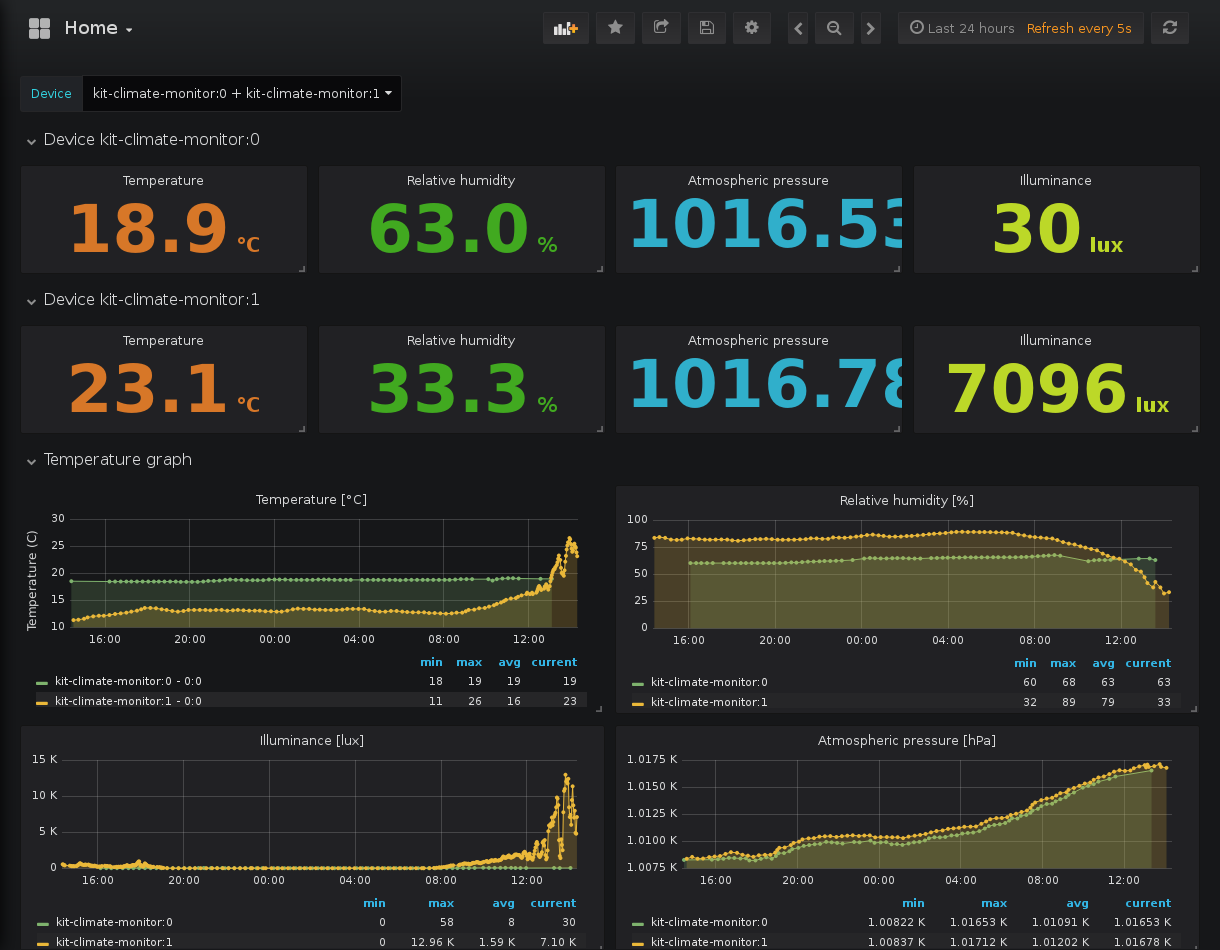 Home
Last 24 hours Refresh every 5s
Device kit-climate-monitor:0 + kit-climate-monitor:1
Device kit-climate-monitor:0
Temperature Relative humidity Atmospheric pressure Illuminance
18.9 °C 63.0 % 1016.53 30 lux
Device kit-climate-monitor:1
Temperature Relative humidity Atmospheric pressure Illuminance
23.1 °C 33.3 % 1016.78 7096 lux
Temperature graph
Temperature [°C]
Temperature (C)
30
25
20
15
10
16:00 20:00 00:00 04:00 08:00 12:00
min max avg current
kit-climate-monitor:0 - 0:0 18 19 19 19
kit-climate-monitor:1 - 0:0 11 26 16 23
Relative humidity [%]
100
75
50
25
0
16:00 20:00 00:00 04:00 08:00 12:00
min max avg current
kit-climate-monitor:0 60 68 63 63
kit-climate-monitor:1 32 89 79 33
Illuminance [lux]
15 K
10 K
5 K
0
16:00 20:00 00:00 04:00 08:00 12:00
min max avg current
kit-climate-monitor:0 0 58 8 30
kit-climate-monitor:1 0 12.96 K 1.59 K 7.10 K
Atmospheric pressure [hPa]
1.0175 K
1.0150 K
1.0125 K
1.0100 K
1.0075 K
16:00 20:00 00:00 04:00 08:00 12:00
min max avg current
kit-climate-monitor:0 1.00822 K 1.01653 K 1.01091 K 1.01653 K
kit-climate-monitor:1 1.00837 K 1.01712 K 1.01202 K 1.01678 K